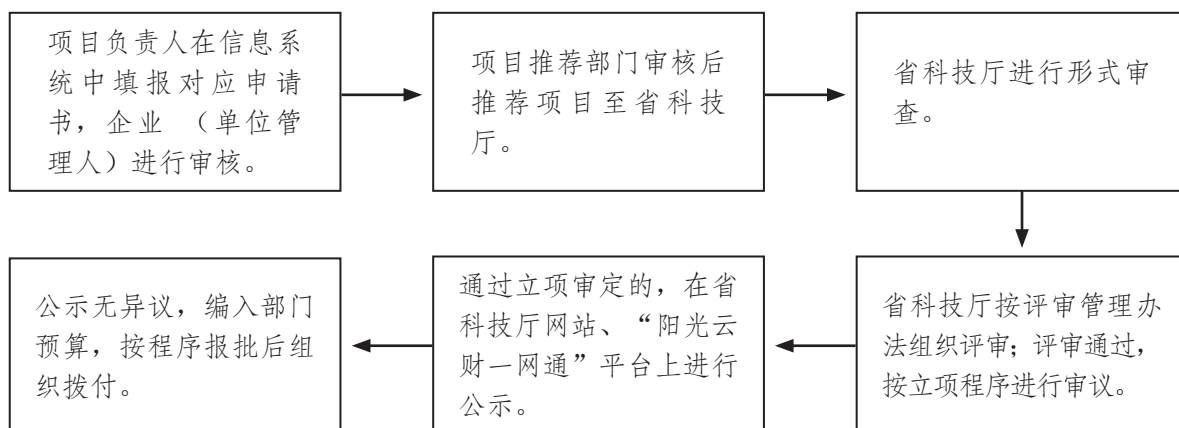 项目负责人在信息系
统中填报对应申请
书，企业 （单位管
理人）进行审核。
项目推荐部门审核后
推荐项目至省科技
厅。
省科技厅进行形式审
查。
省科技厅按评审管理办
法组织评审；评审通过，
按立项程序进行审议。
通过立项审定的，在省
科技厅网站、“阳光云
财一网通”平台上进行
公示。
公示无异议，编入部门
预算，按程序报批后组
织拨付。